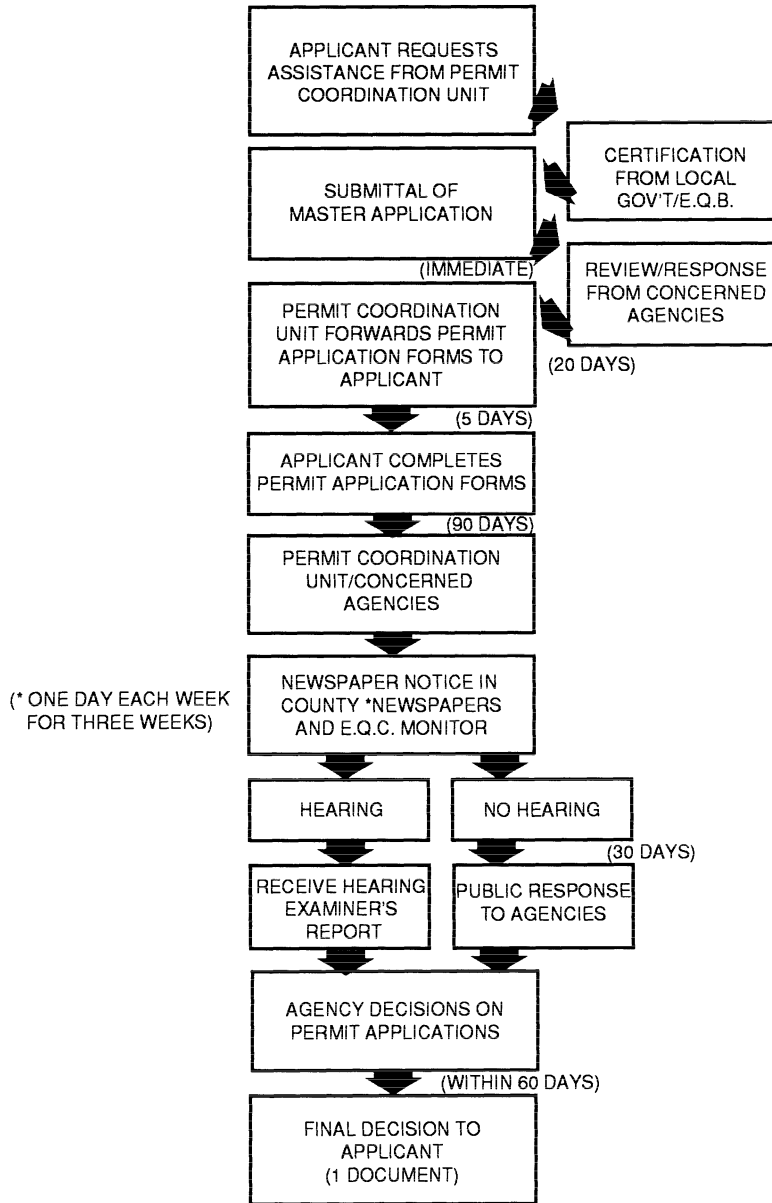 APPLICANT REQUESTS
ASSISTANCE FROM PERMIT
COORDINATION UNIT
CERTIFICATION
FROM LOCAL
GOV'T/E.Q.B.
SUBMITTAL OF
MASTER APPLICATION
(IMMEDIATE)
REVIEW/RESPONSE
FROM CONCERNED
AGENCIES
(20 DAYS)
PERMIT COORDINATION
UNIT FORWARDS PERMIT
APPLICATION FORMS TO
APPLICANT
(5 DAYS)
APPLICANT COMPLETES
PERMIT APPLICATION FORMS
(90 DAYS)
PERMIT COORDINATION
UNIT/CONCERNED
AGENCIES
(* ONE DAY EACH WEEK
FOR THREE WEEKS)
NEWSPAPER NOTICE IN
COUNTY *NEWSPAPERS
AND E.Q.C. MONITOR
HEARING
NO HEARING
(30 DAYS)
RECEIVE HEARING
EXAMINER'S
REPORT
PUBLIC RESPONSE
TO AGENCIES
AGENCY DECISIONS ON
PERMIT APPLICATIONS
(WITHIN 60 DAYS)
FINAL DECISION TO
APPLICANT
(1 DOCUMENT)